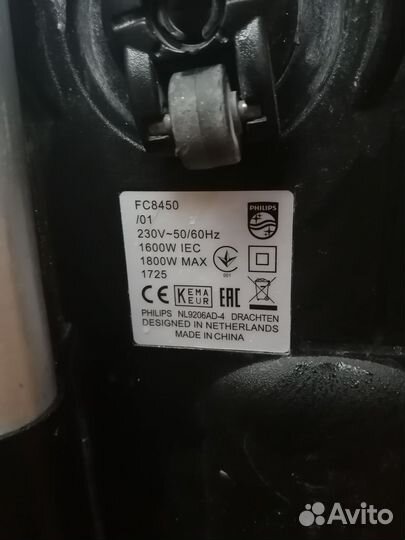 FC8450
/01
230V~50/60Hz
1600W IEC
1800W MAX
1725
PHILIPS
001
CE KEMA KEUR EAC
PHILIPS NL9206AD-4 DRACHTEN
DESIGNED IN NETHERLANDS
MADE IN CHINA
Avito